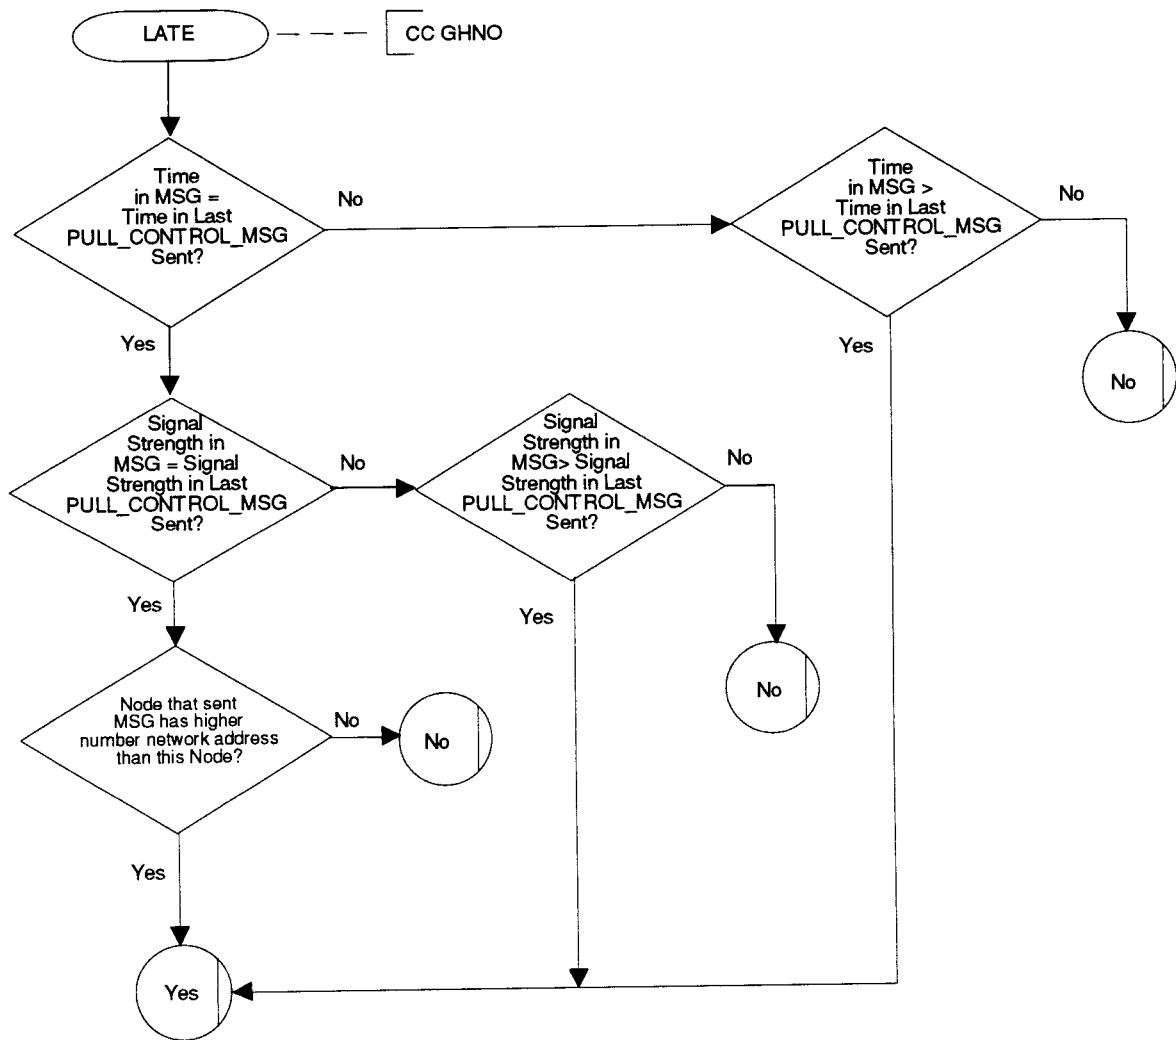 LATE
CC GHNO
Time
in MSG =
Time in Last
PULL_CONTROL_MSG
Sent?
No
Time
in MSG >
Time in Last
PULL_CONTROL_MSG
Sent?
No
Yes
Yes
No
Signal
Strength in
MSG = Signal
Strength in Last
PULL_CONTROL_MSG
Sent?
No
Signal
Strength in
MSG> Signal
Strength in Last
PULL_CONTROL_MSG
Sent?
No
Yes
Yes
No
Node that sent
MSG has higher
number network address
than this Node?
No
No
Yes
Yes